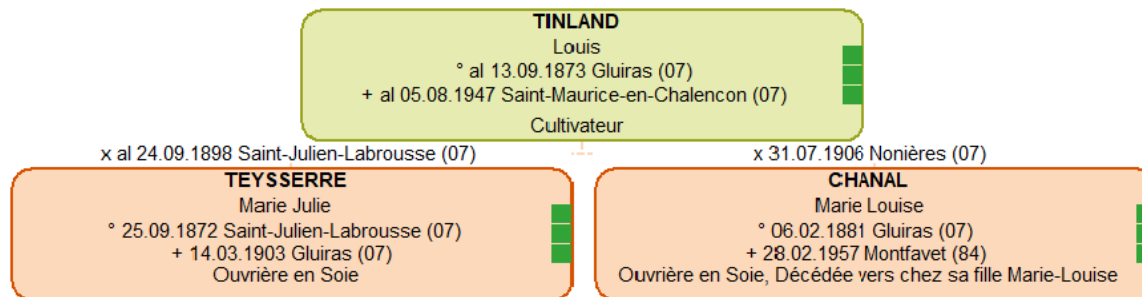 TINLAND
Louis
° al 13.09.1873 Gluiras (07)
+ al 05.08.1947 Saint-Maurice-en-Chalencon (07)
Cultivateur
x al 24.09.1898 Saint-Julien-Labrousse (07)
x 31.07.1906 Nonières (07)
TEYSSERRE
Marie Julie
° 25.09.1872 Saint-Julien-Labrousse (07)
+ 14.03.1903 Gluiras (07)
Ouvrière en Soie
CHANAL
Marie Louise
° 06.02.1881 Gluiras (07)
+ 28.02.1957 Montfavet (84)
Ouvrière en Soie, Décédée vers chez sa fille Marie-Louise